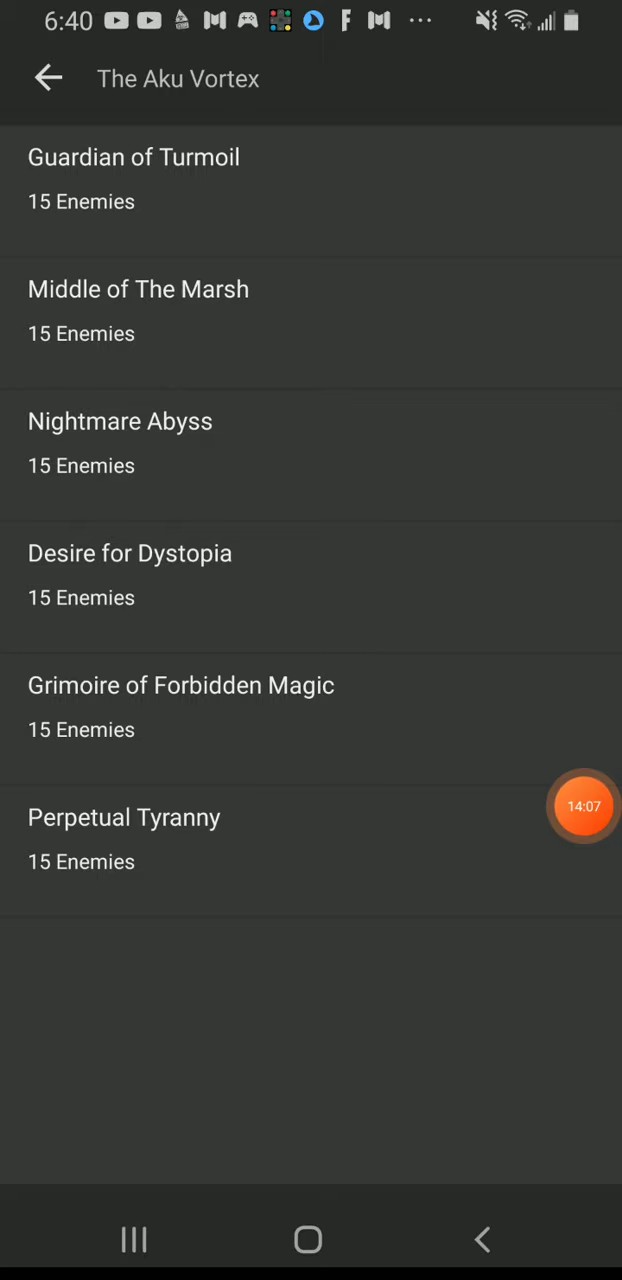 6:40
The Aku Vortex
Guardian of Turmoil
15 Enemies
Middle of The Marsh
15 Enemies
Nightmare Abyss
15 Enemies
Desire for Dystopia
15 Enemies
Grimoire of Forbidden Magic
15 Enemies
14:07
Perpetual Tyranny
15 Enemies